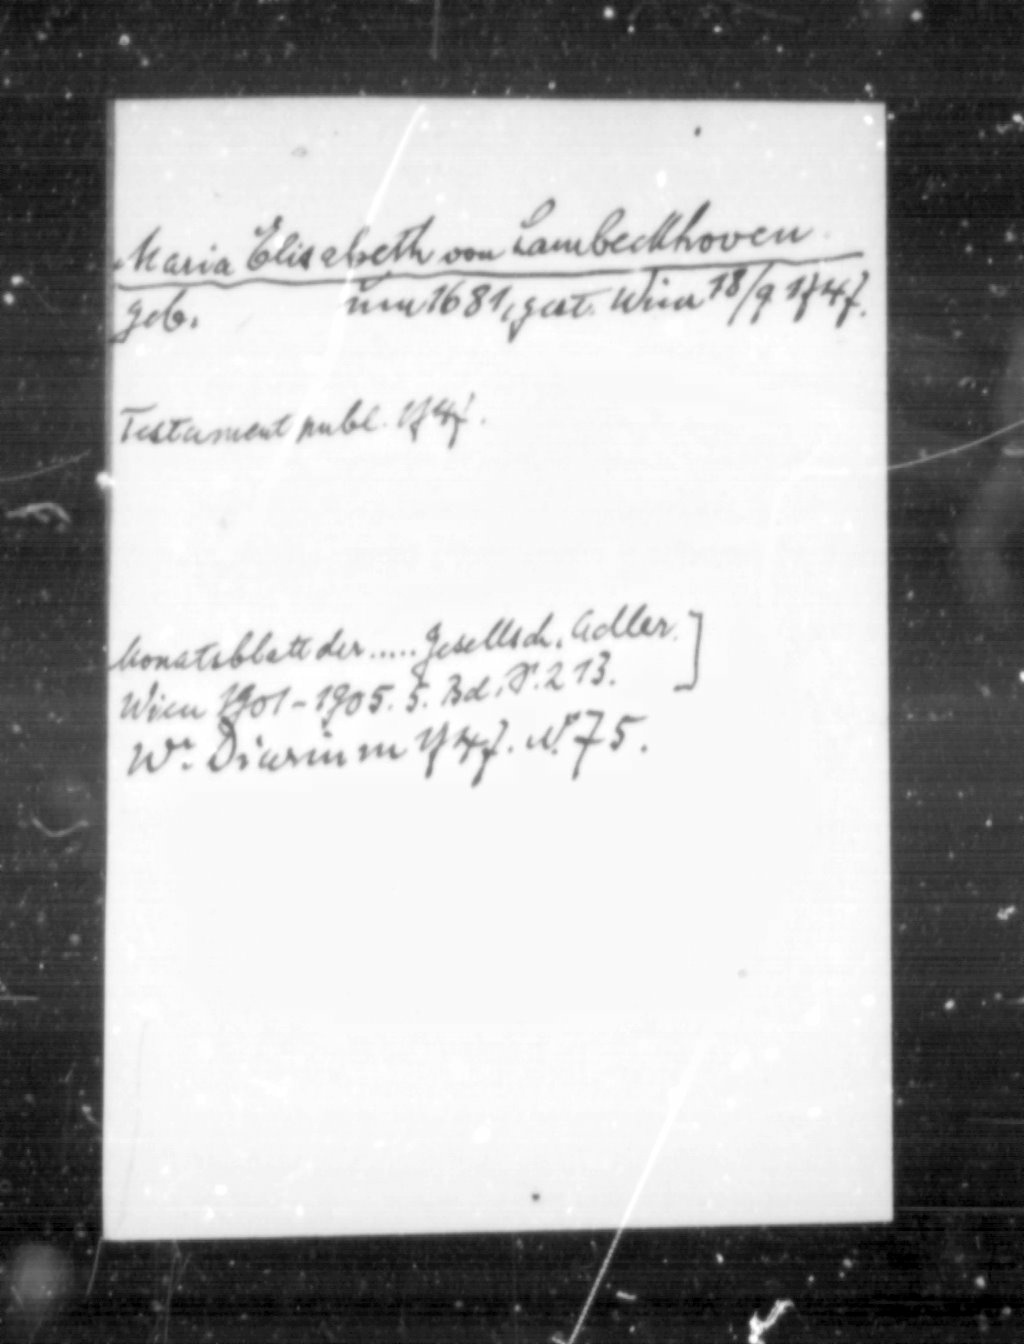 Maria Elisabeth von Lambeckhoven
geb. um 1681, gest. Wien 18/9 1747.
Testament publ. 1747.
Monatsblatt der ..... Gesellsch. Adler.]
Wien 1901-1905. 5. Bd. S. 213.
Wr. Diarium 1747. Nr. 75.